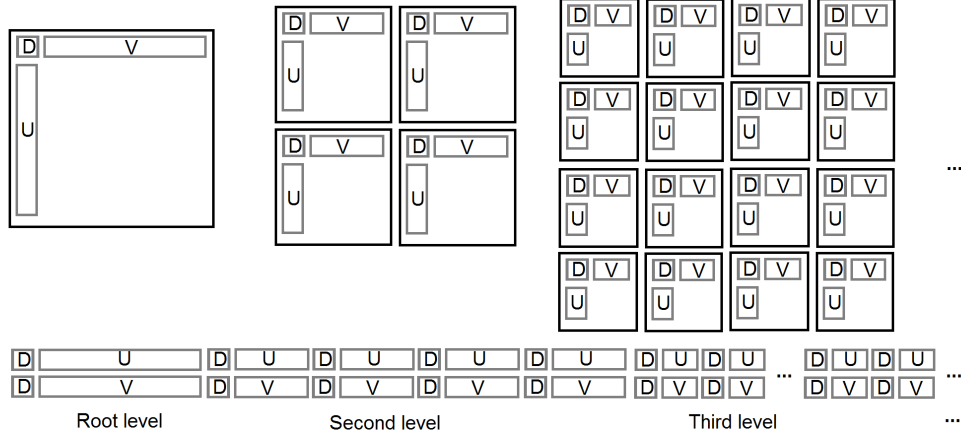 D V
U
D V D V
U U
D V D V
U U
D V D V D V D V
U U U U
D V D V D V D V
U U U U
...
D V D V D V D V
U U U U
D V D V D V D V
U U U U
D U D U D U D U D U D U D U ... D U D U ...
D V D V D V D V D V D V D V D V D V
Root level Second level Third level ...